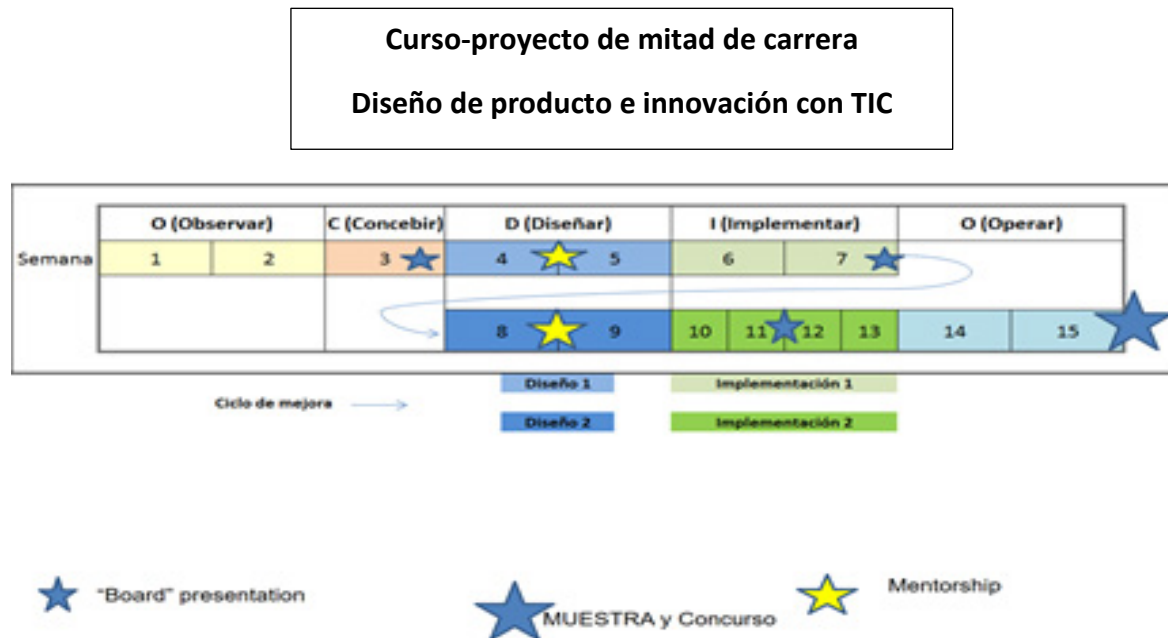 Curso-proyecto de mitad de carrera
Diseño de producto e innovación con TIC
O (Observar) C (Concebir) D (Diseñar) I (Implementar) O (Operar)
Semana 1 2 3 4 5 6 7
8 9 10 11 12 13 14 15
Diseño 1 Implementación 1
Ciclo de mejora
Diseño 2 Implementación 2
"Board" presentation
MUESTRA y Concurso
Mentorship